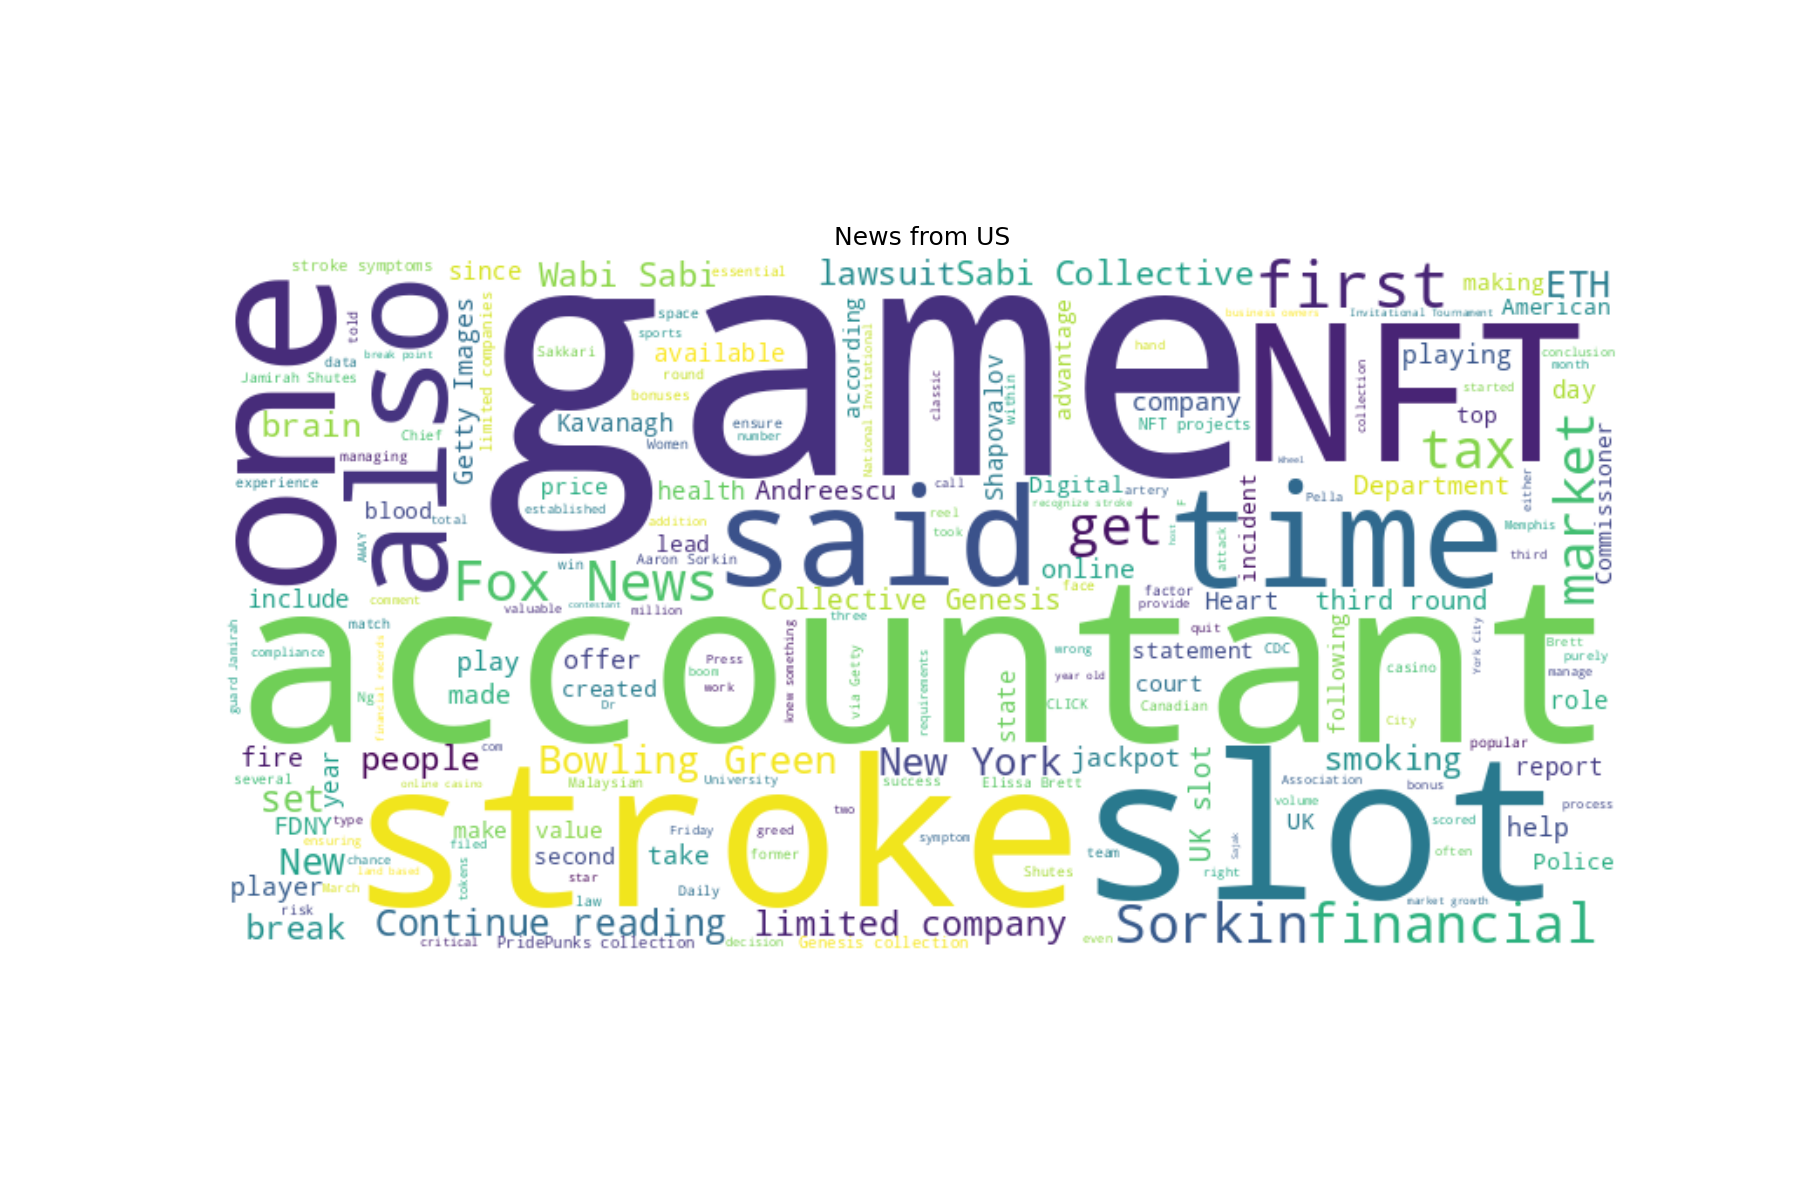 News from US
stroke symptoms
since
Wabi Sabi
essential
lawsuit
Sabi Collective
first
making
ETH
one
also
game
NFT
told
Getty Images
limited companies
space
sports
according
National Invitational
advantage
business owners
Invitational Tournament
American
data
break point
Jamirah Shutes
Sakkari
available
round
bonuses
classic
Shapovalov
within
hand
collection
playing
conclusion
month
started
day
brain
Chief
managing
Kavanagh
Women
ensure
number
company
NFT projects
top
tax
market
Commissioner
experience
blood
total
AWAY
price
established
health
Andreescu
addition
call
reel
took
Digital
artery
recognize stroke
Wheel
Pella
Department
either
Memphis
third
lead
Aaron Sorkin
said
get
host
F
attack
incident
time
win
Fox News
online
face
include
comment
valuable
contestant
million
Collective Genesis
three
factor
provide
Heart
third round
accountant
guard Jamirah
match
compliance
financial records
Ng
play
made
offer
created
Dr
Press
boom
work
knew something
via Getty
requirements
state
wrong
year old
CLICK
quit
statement
CDC
court
Canadian
following
casino
City
York City
Brett
purely
manage
role
fire
people
com
Bowling Green
New York
jackpot
smoking
popular
report
several
year
online casino
Malaysian
University
success
Elissa Brett
UK slot
Association
bonus
process
set
FDNY
type
ensuring
stroke
slot
volume
UK
scored
help
make
filed
value
Friday
greed
two
symptom
team
Sajak
often
Police
New
chance
land based
second
take
former
star
Shutes
right
player
March
tokens
Daily
law
market growth
risk
break
Continue reading
limited company
Sorkin
financial
critical
PridePunks collection
decision
Genesis collection
even